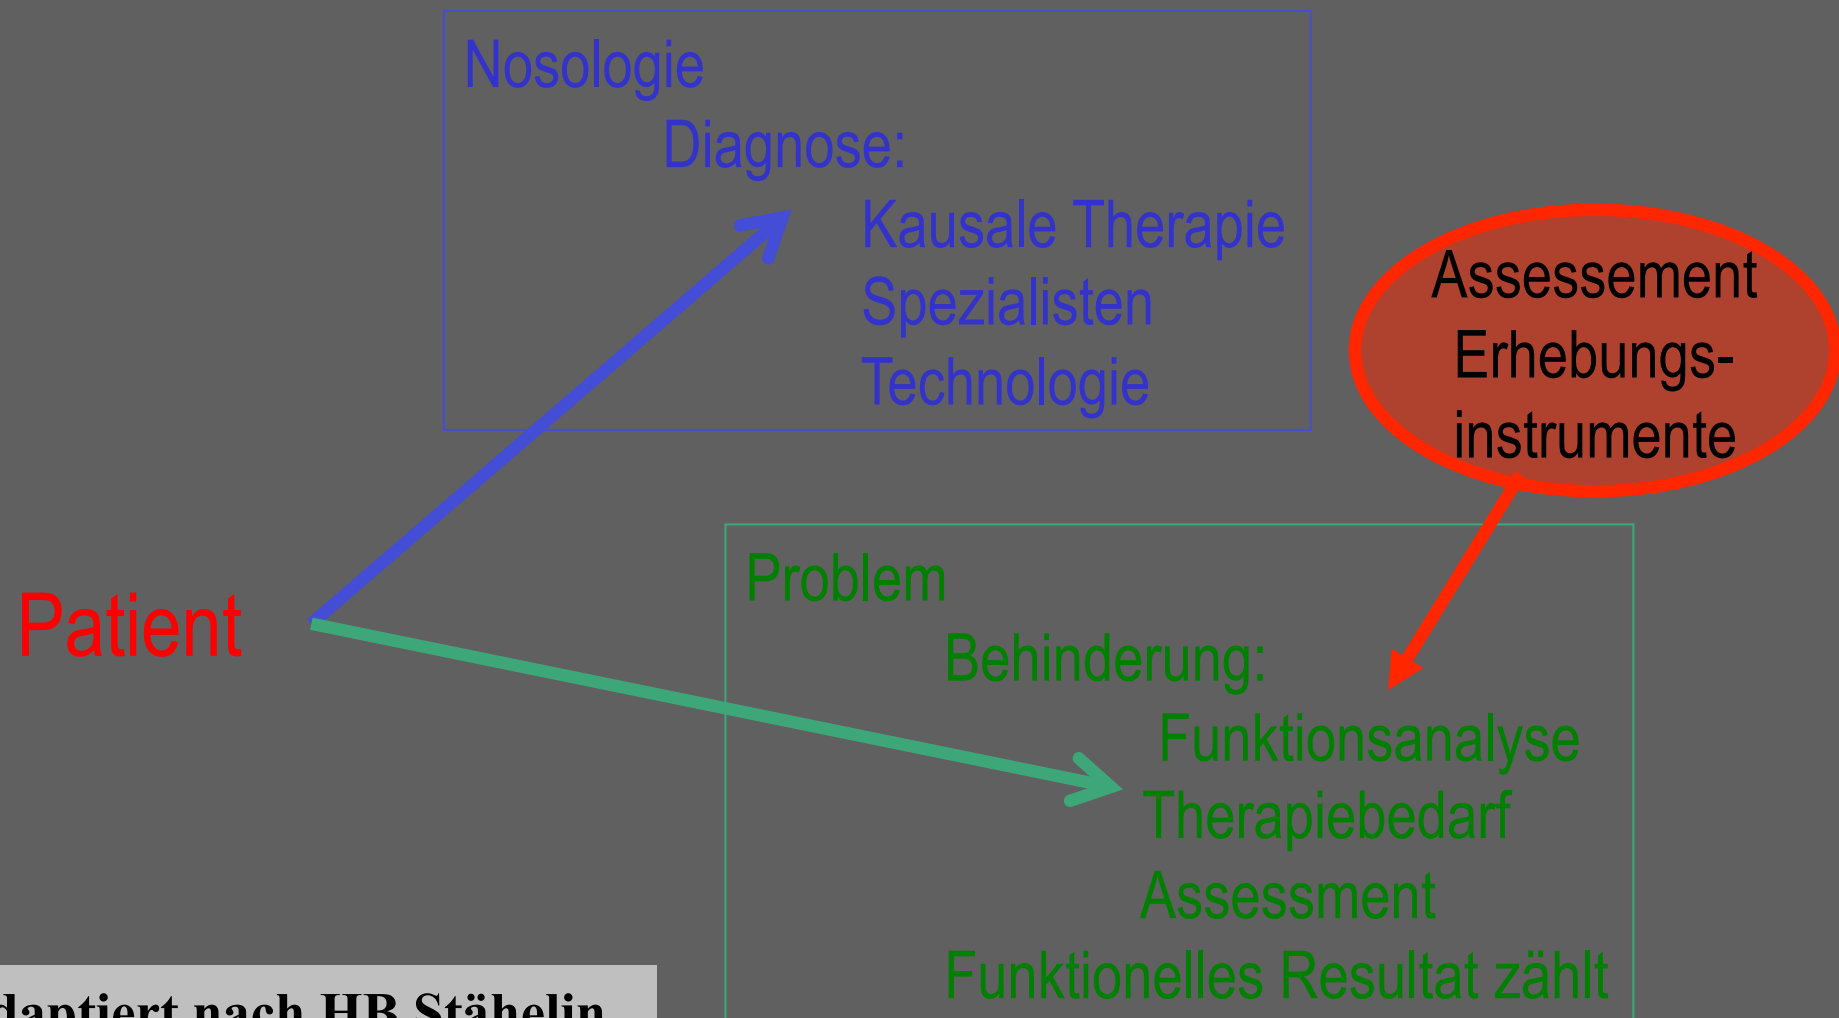 Nosologie
Diagnose:
Kausale Therapie
Spezialisten
Technologie
Assessement
Erhebungs-
instrumente
Patient
Problem
Behinderung:
Funktionsanalyse
Therapiebedarf
Assessment
Funktionelles Resultat zählt
nach HB Stähelin